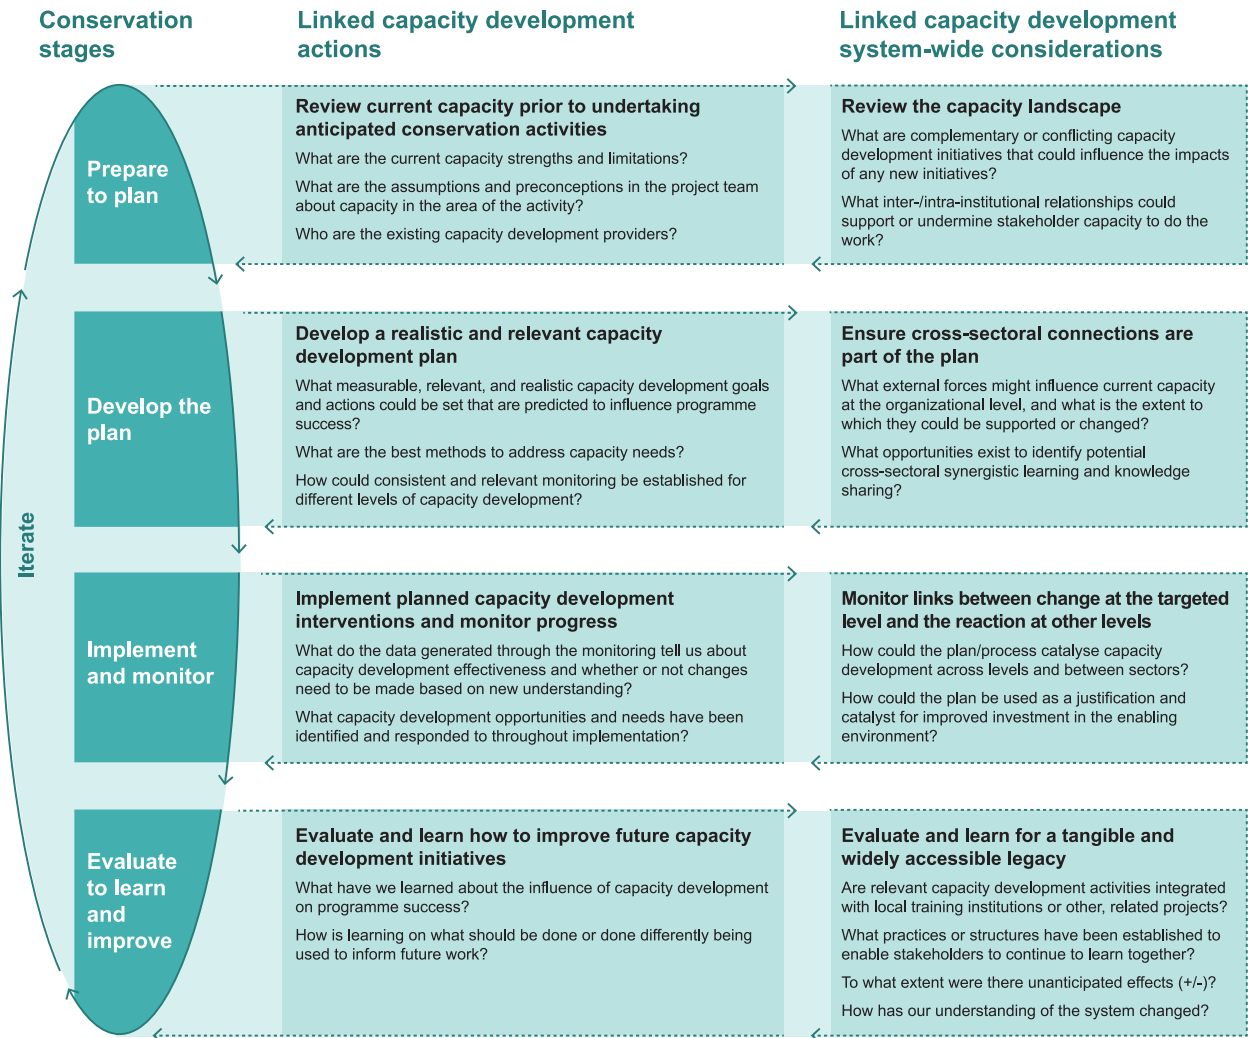 Conservation
stages
Linked capacity development
actions
Linked capacity development
system-wide considerations
Iterate
Prepare
to plan
Review current capacity prior to undertaking
anticipated conservation activities
What are the current capacity strengths and limitations?
What are the assumptions and preconceptions in the project team
about capacity in the area of the activity?
Who are the existing capacity development providers?
Review the capacity landscape
What are complementary or conflicting capacity
development initiatives that could influence the impacts
of any new initiatives?
What inter-/intra-institutional relationships could
support or undermine stakeholder capacity to do the
work?
Develop the
plan
Develop a realistic and relevant capacity
development plan
What measurable, relevant, and realistic capacity development goals
and actions could be set that are predicted to influence programme
success?
What are the best methods to address capacity needs?
How could consistent and relevant monitoring be established for
different levels of capacity development?
Ensure cross-sectoral connections are
part of the plan
What external forces might influence current capacity
at the organizational level, and what is the extent to
which they could be supported or changed?
What opportunities exist to identify potential
cross-sectoral synergistic learning and knowledge
sharing?
Implement
and monitor
Implement planned capacity development
interventions and monitor progress
What do the data generated through the monitoring tell us about
capacity development effectiveness and whether or not changes
need to be made based on new understanding?
What capacity development opportunities and needs have been
identified and responded to throughout implementation?
Monitor links between change at the targeted
level and the reaction at other levels
How could the plan/process catalyse capacity
development across levels and between sectors?
How could the plan be used as a justification and
catalyst for improved investment in the enabling
environment?
Evaluate
to learn
and
improve
Evaluate and learn how to improve future capacity
development initiatives
What have we learned about the influence of capacity development
on programme success?
How is learning on what should be done or done differently being
used to inform future work?
Evaluate and learn for a tangible and
widely accessible legacy
Are relevant capacity development activities integrated
with local training institutions or other, related projects?
What practices or structures have been established to
enable stakeholders to continue to learn together?
To what extent were there unanticipated effects (+/-)?
How has our understanding of the system changed?